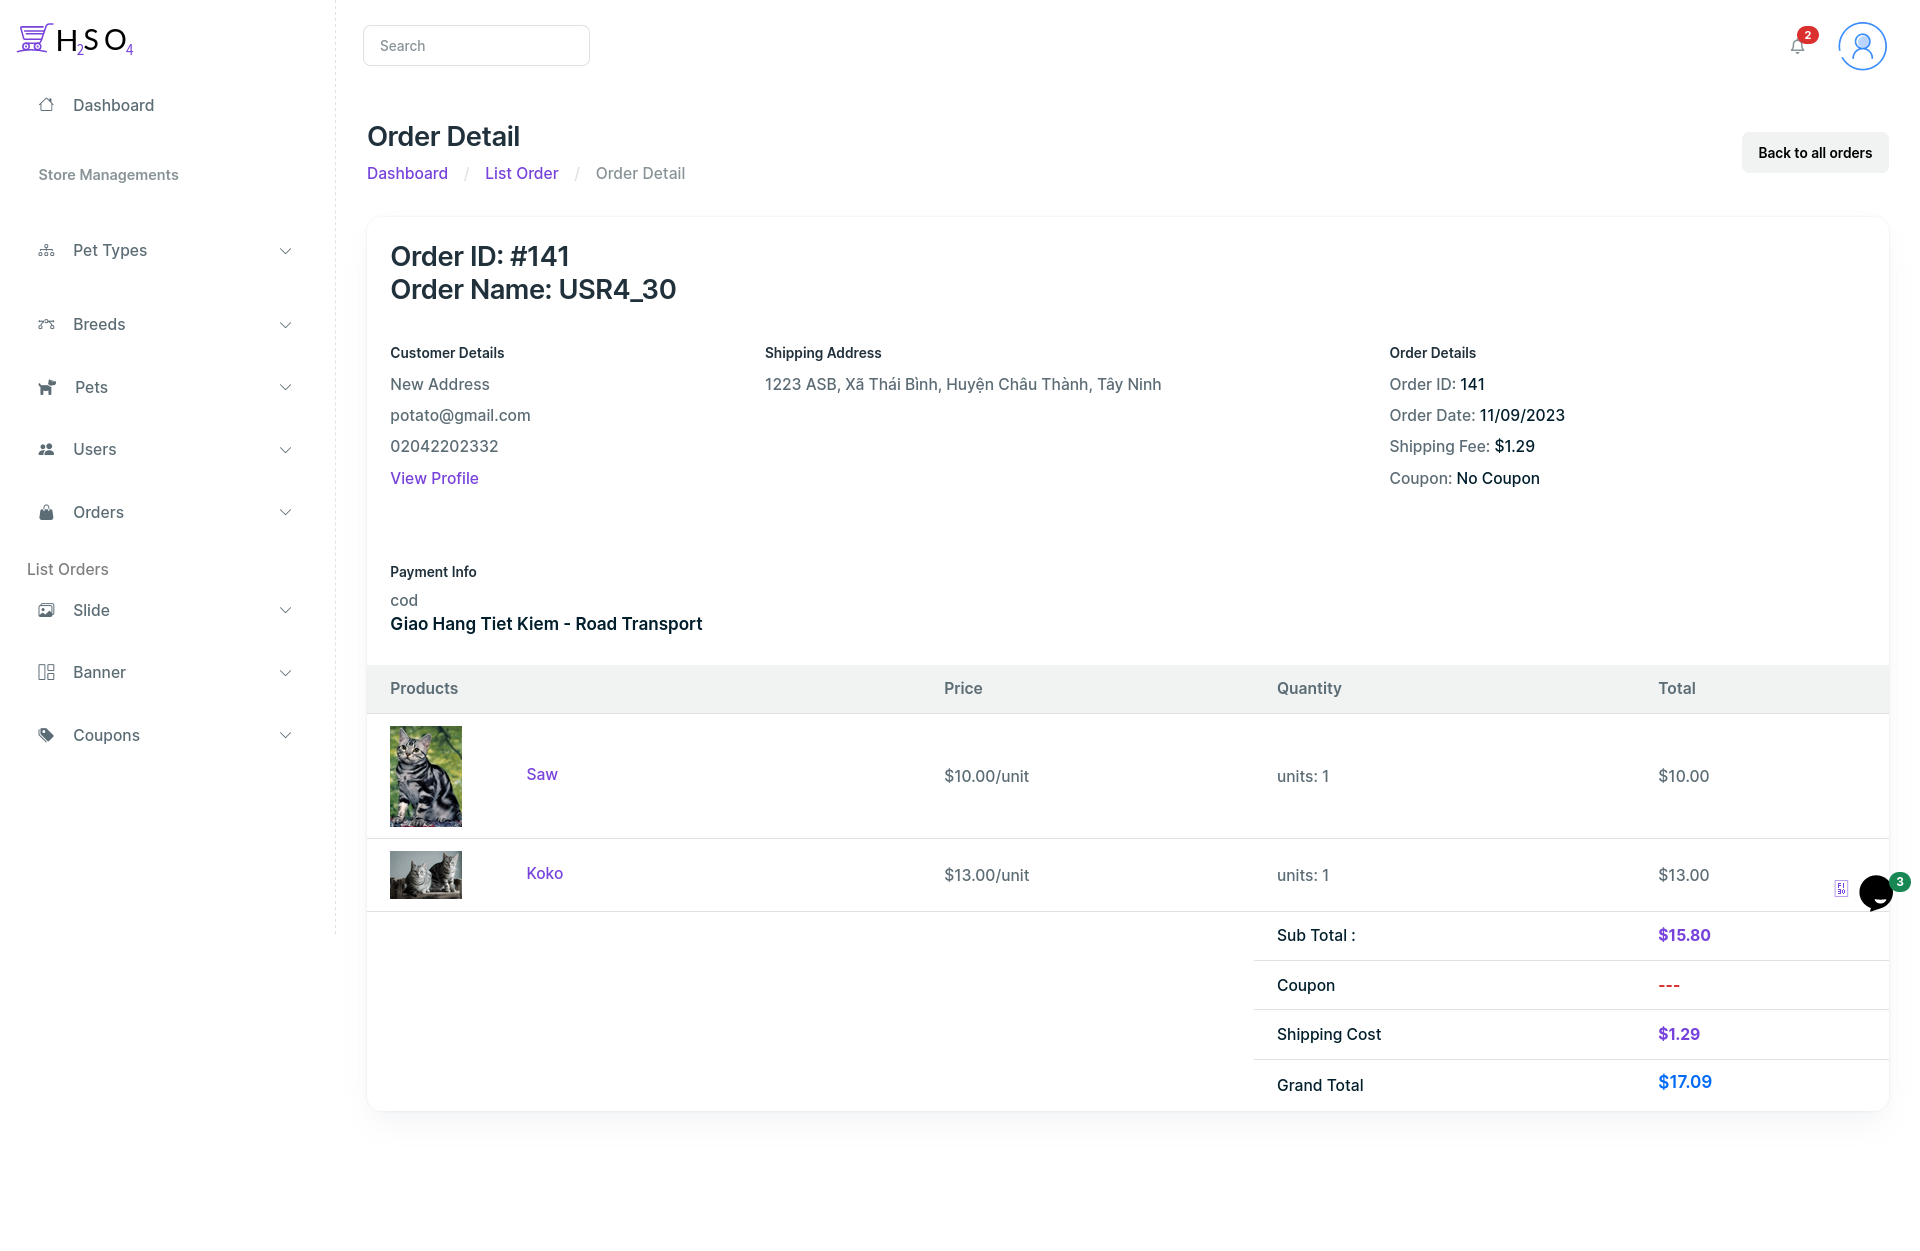 H2SO4
Search
2
Dashboard
Store Managements
Pet Types
Breeds
Pets
Users
Orders
List Orders
Slide
Banner
Coupons
Order Detail
Dashboard / List Order / Order Detail
Back to all orders
Order ID: #141
Order Name: USR4_30
Customer Details
New Address
potato@gmail.com
02042202332
View Profile
Shipping Address
1223 ASB, Xã Thái Bình, Huyện Châu Thành, Tây Ninh
Order Details
Order ID: 141
Order Date: 11/09/2023
Shipping Fee: $1.29
Coupon: No Coupon
Payment Info
cod
Giao Hang Tiet Kiem - Road Transport
Products Price Quantity Total
Saw $10.00/unit units: 1 $10.00
Koko $13.00/unit units: 1 $13.00
3
Sub Total : $15.80
Coupon ---
Shipping Cost $1.29
Grand Total $17.09